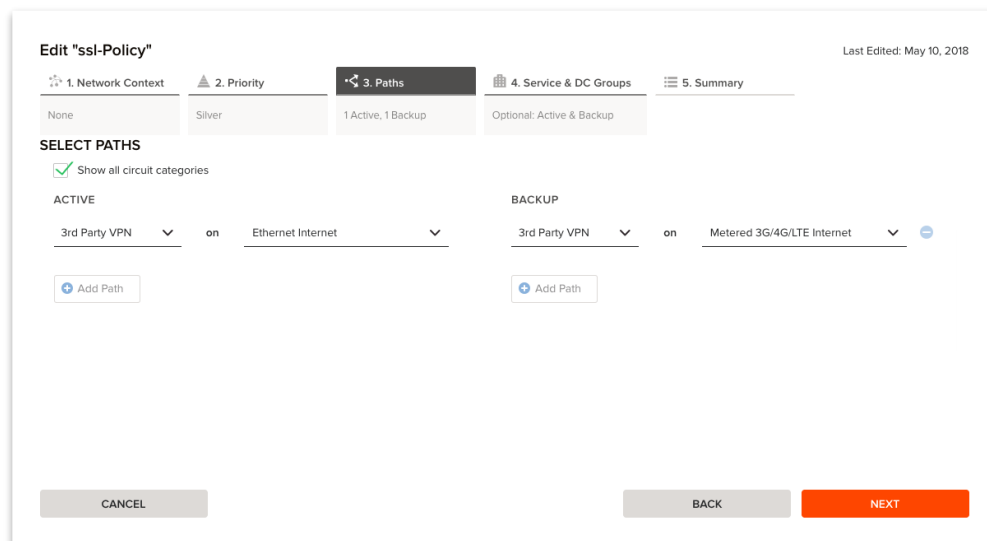 Edit "ssl-Policy"
Last Edited: May 10, 2018
1. Network Context
2. Priority
3. Paths
4. Service & DC Groups
5. Summary
None
Silver
1 Active, 1 Backup
Optional: Active & Backup
SELECT PATHS
Show all circuit categories
ACTIVE
BACKUP
3rd Party VPN on Ethernet Internet
3rd Party VPN on Metered 3G/4G/LTE Internet
Add Path
Add Path
CANCEL
BACK
NEXT